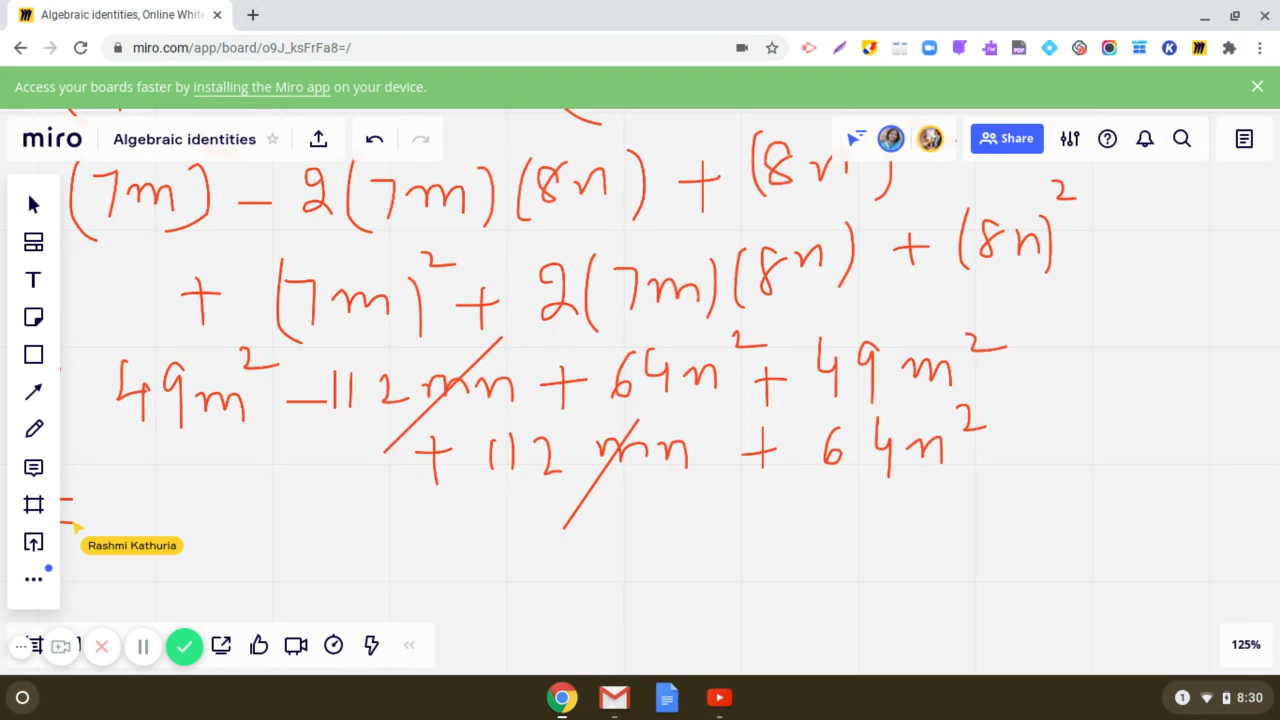 Algebraic identities, Online White
miro.com/app/board/o9J_ksFrFa8=/
Access your boards faster by installing the Miro app on your device.
miro Algebraic identities Share
(7m) - 2(7m)(8n) + (8n)
+ (7m)² + 2(7m)(8n) + (8n)²
49m² - 112mn + 64n² + 49m²
+ 112mn + 64n²
=
Rashmi Kathuria
125%
1 8:30